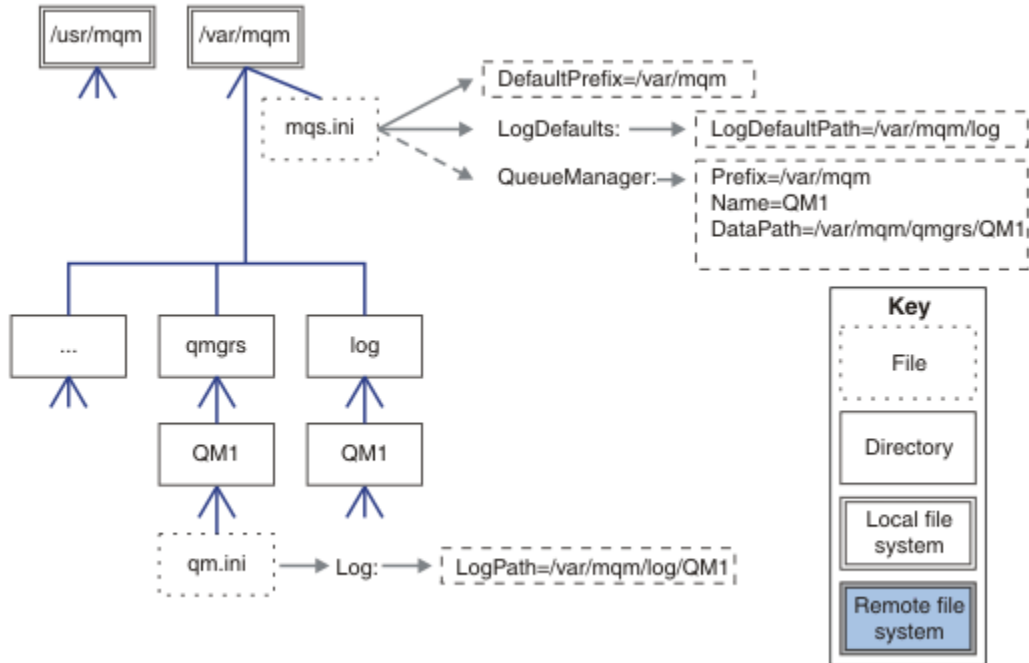 /usr/mqm
/var/mqm
mqs.ini
DefaultPrefix=/var/mqm
LogDefaults:
LogDefaultPath=/var/mqm/log
QueueManager:
Prefix=/var/mqm
Name=QM1
DataPath=/var/mqm/qmgrs/QM1
...
qmgrs
log
QM1
QM1
qm.ini
Log:
LogPath=/var/mqm/log/QM1
Key
File
Directory
Local file
system
Remote file
system